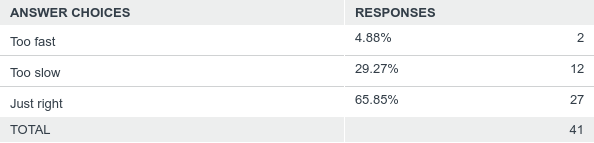 ANSWER CHOICES RESPONSES
Too fast 4.88% 2
Too slow 29.27% 12
Just right 65.85% 27
TOTAL 41